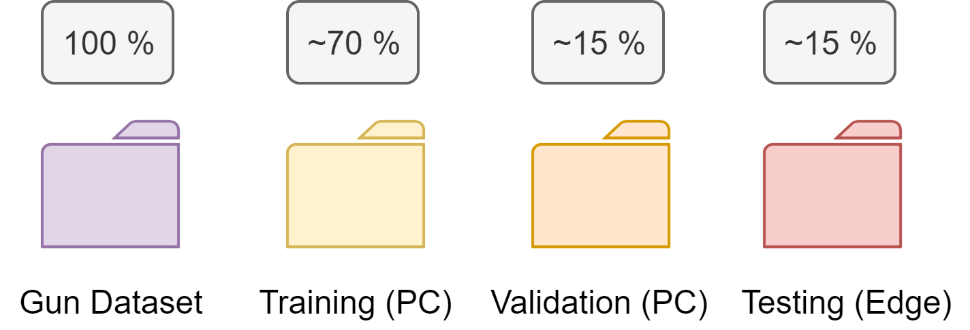 100 %
~70 %
~15 %
~15 %
Gun Dataset
Training (PC)
Validation (PC)
Testing (Edge)